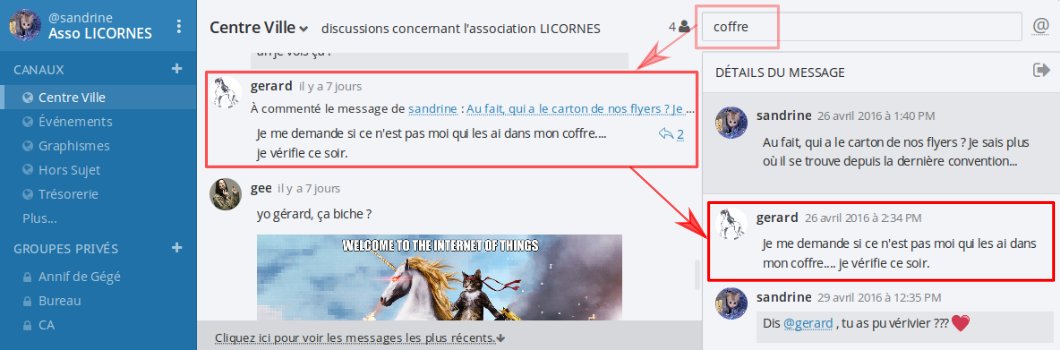 @sandrine
Asso LICORNES
CANAUX
+
Centre Ville
Événements
Graphismes
Hors Sujet
Trésorerie
Plus...
GROUPES PRIVÉS
+
Annif de Gégé
Bureau
CA
Centre Ville
discussions concernant l'association LICORNES
4
gerard il y a 7 jours
À commenté le message de sandrine : Au fait, qui a le carton de nos flyers ? Je ...
Je me demande si ce n'est pas moi qui les ai dans mon coffre....
je vérifie ce soir.
2
gee il y a 7 jours
yo gérard, ça biche ?
WELCOME TO THE INTERNET OF THINGS
Cliquez ici pour voir les messages les plus récents.
coffre
@
DÉTAILS DU MESSAGE
sandrine 26 avril 2016 à 1:40 PM
Au fait, qui a le carton de nos flyers ? Je sais plus
où il se trouve depuis la dernière convention...
gerard 26 avril 2016 à 2:34 PM
Je me demande si ce n'est pas moi qui les ai dans
mon coffre.... je vérifie ce soir.
sandrine 29 avril 2016 à 12:35 PM
Dis @gerard , tu as pu vérivier ??? ❤